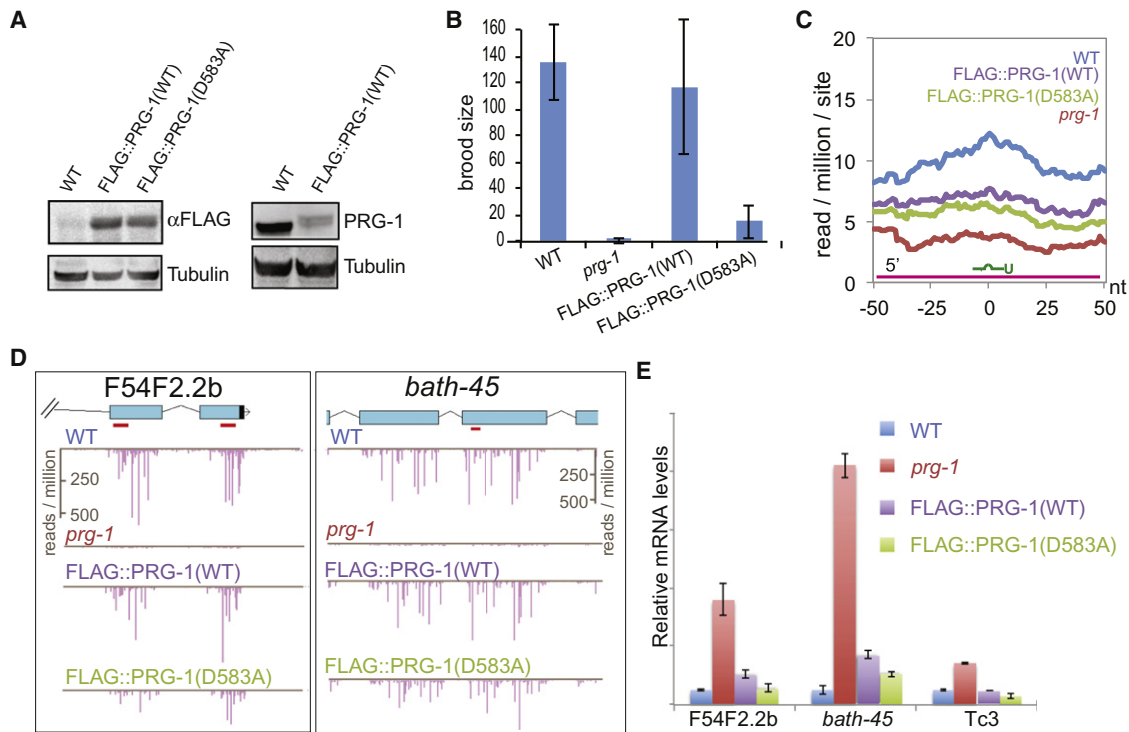 A
WT
FLAG::PRG-1(WT)
FLAG::PRG-1(D583A)
αFLAG
Tubulin
WT
FLAG::PRG-1(WT)
PRG-1
Tubulin
B
brood size
160
140
120
100
80
60
40
20
0
WT
prg-1
FLAG::PRG-1(WT)
FLAG::PRG-1(D583A)
C
read / million / site
20
15
10
5
0
WT
FLAG::PRG-1(WT)
FLAG::PRG-1(D583A)
prg-1
5’
U
-50 -25 0 25 50 nt
D
F54F2.2b
WT
250
500
reads / million
prg-1
FLAG::PRG-1(WT)
FLAG::PRG-1(D583A)
bath-45
WT
250
500
reads / million
prg-1
FLAG::PRG-1(WT)
FLAG::PRG-1(D583A)
E
Relative mRNA levels
WT
prg-1
FLAG::PRG-1(WT)
FLAG::PRG-1(D583A)
F54F2.2b bath-45 Tc3